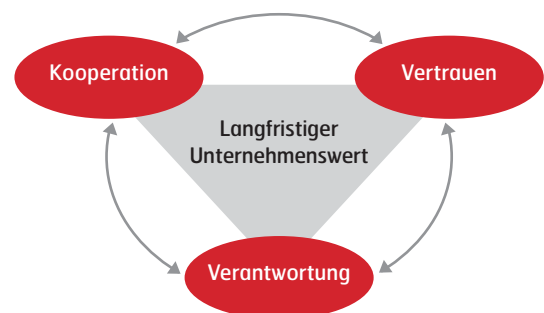 Kooperation
Vertrauen
Langfristiger
Unternehmenswert
Verantwortung